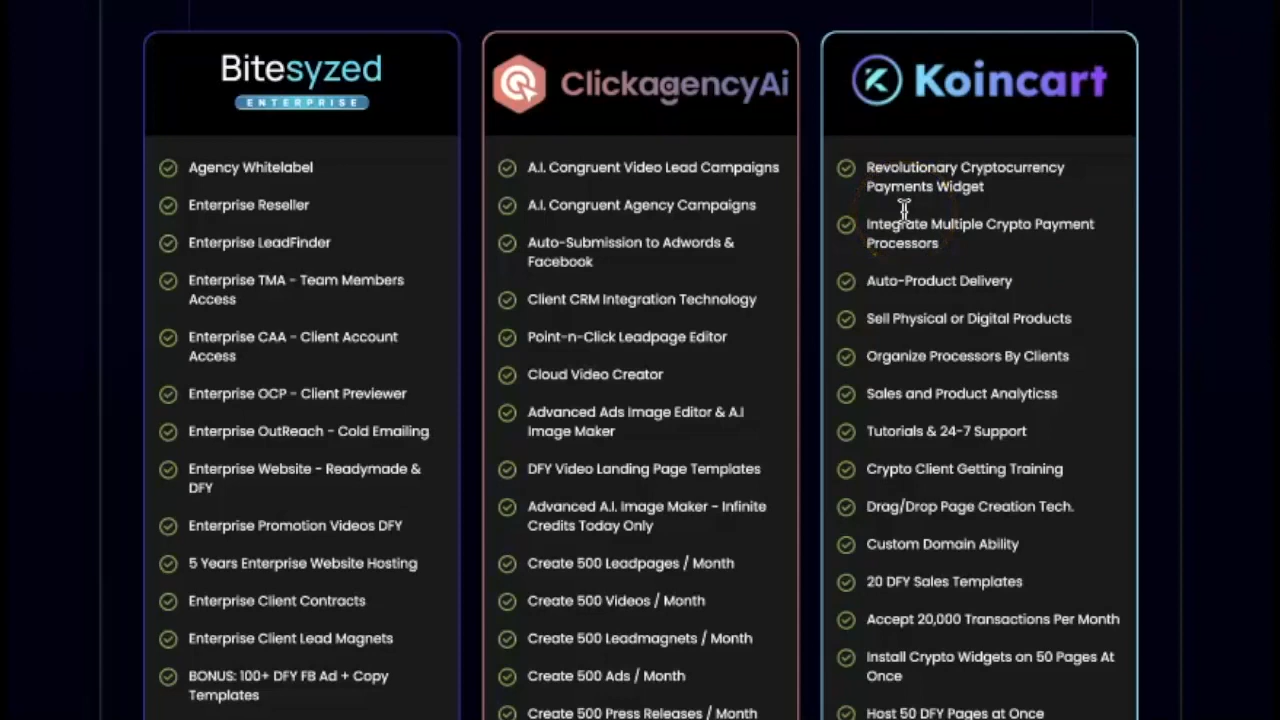 Bitesyzed
ENTERPRISE
Agency Whitelabel
Enterprise Reseller
Enterprise LeadFinder
Enterprise TMA - Team Members
Access
Enterprise CAA - Client Account
Access
Enterprise OCP - Client Previewer
Enterprise OutReach - Cold Emailing
Enterprise Website - Readymade &
DFY
Enterprise Promotion Videos DFY
5 Years Enterprise Website Hosting
Enterprise Client Contracts
Enterprise Client Lead Magnets
BONUS: 100+ DFY FB Ad + Copy
Templates
ClickagencyAi
A.I. Congruent Video Lead Campaigns
A.I. Congruent Agency Campaigns
Auto-Submission to Adwords &
Facebook
Client CRM Integration Technology
Point-n-Click Leadpage Editor
Cloud Video Creator
Advanced Ads Image Editor & A.I
Image Maker
DFY Video Landing Page Templates
Advanced A.I. Image Maker - Infinite
Credits Today Only
Create 500 Leadpages / Month
Create 500 Videos / Month
Create 500 Leadmagnets / Month
Create 500 Ads / Month
Create 500 Press Releases / Month
Koincart
Revolutionary Cryptocurrency
Payments Widget
Integrate Multiple Crypto Payment
Processors
Auto-Product Delivery
Sell Physical or Digital Products
Organize Processors By Clients
Sales and Product Analyticss
Tutorials & 24-7 Support
Crypto Client Getting Training
Drag/Drop Page Creation Tech.
Custom Domain Ability
20 DFY Sales Templates
Accept 20,000 Transactions Per Month
Install Crypto Widgets on 50 Pages At
Once
Host 50 DFY Pages at Once